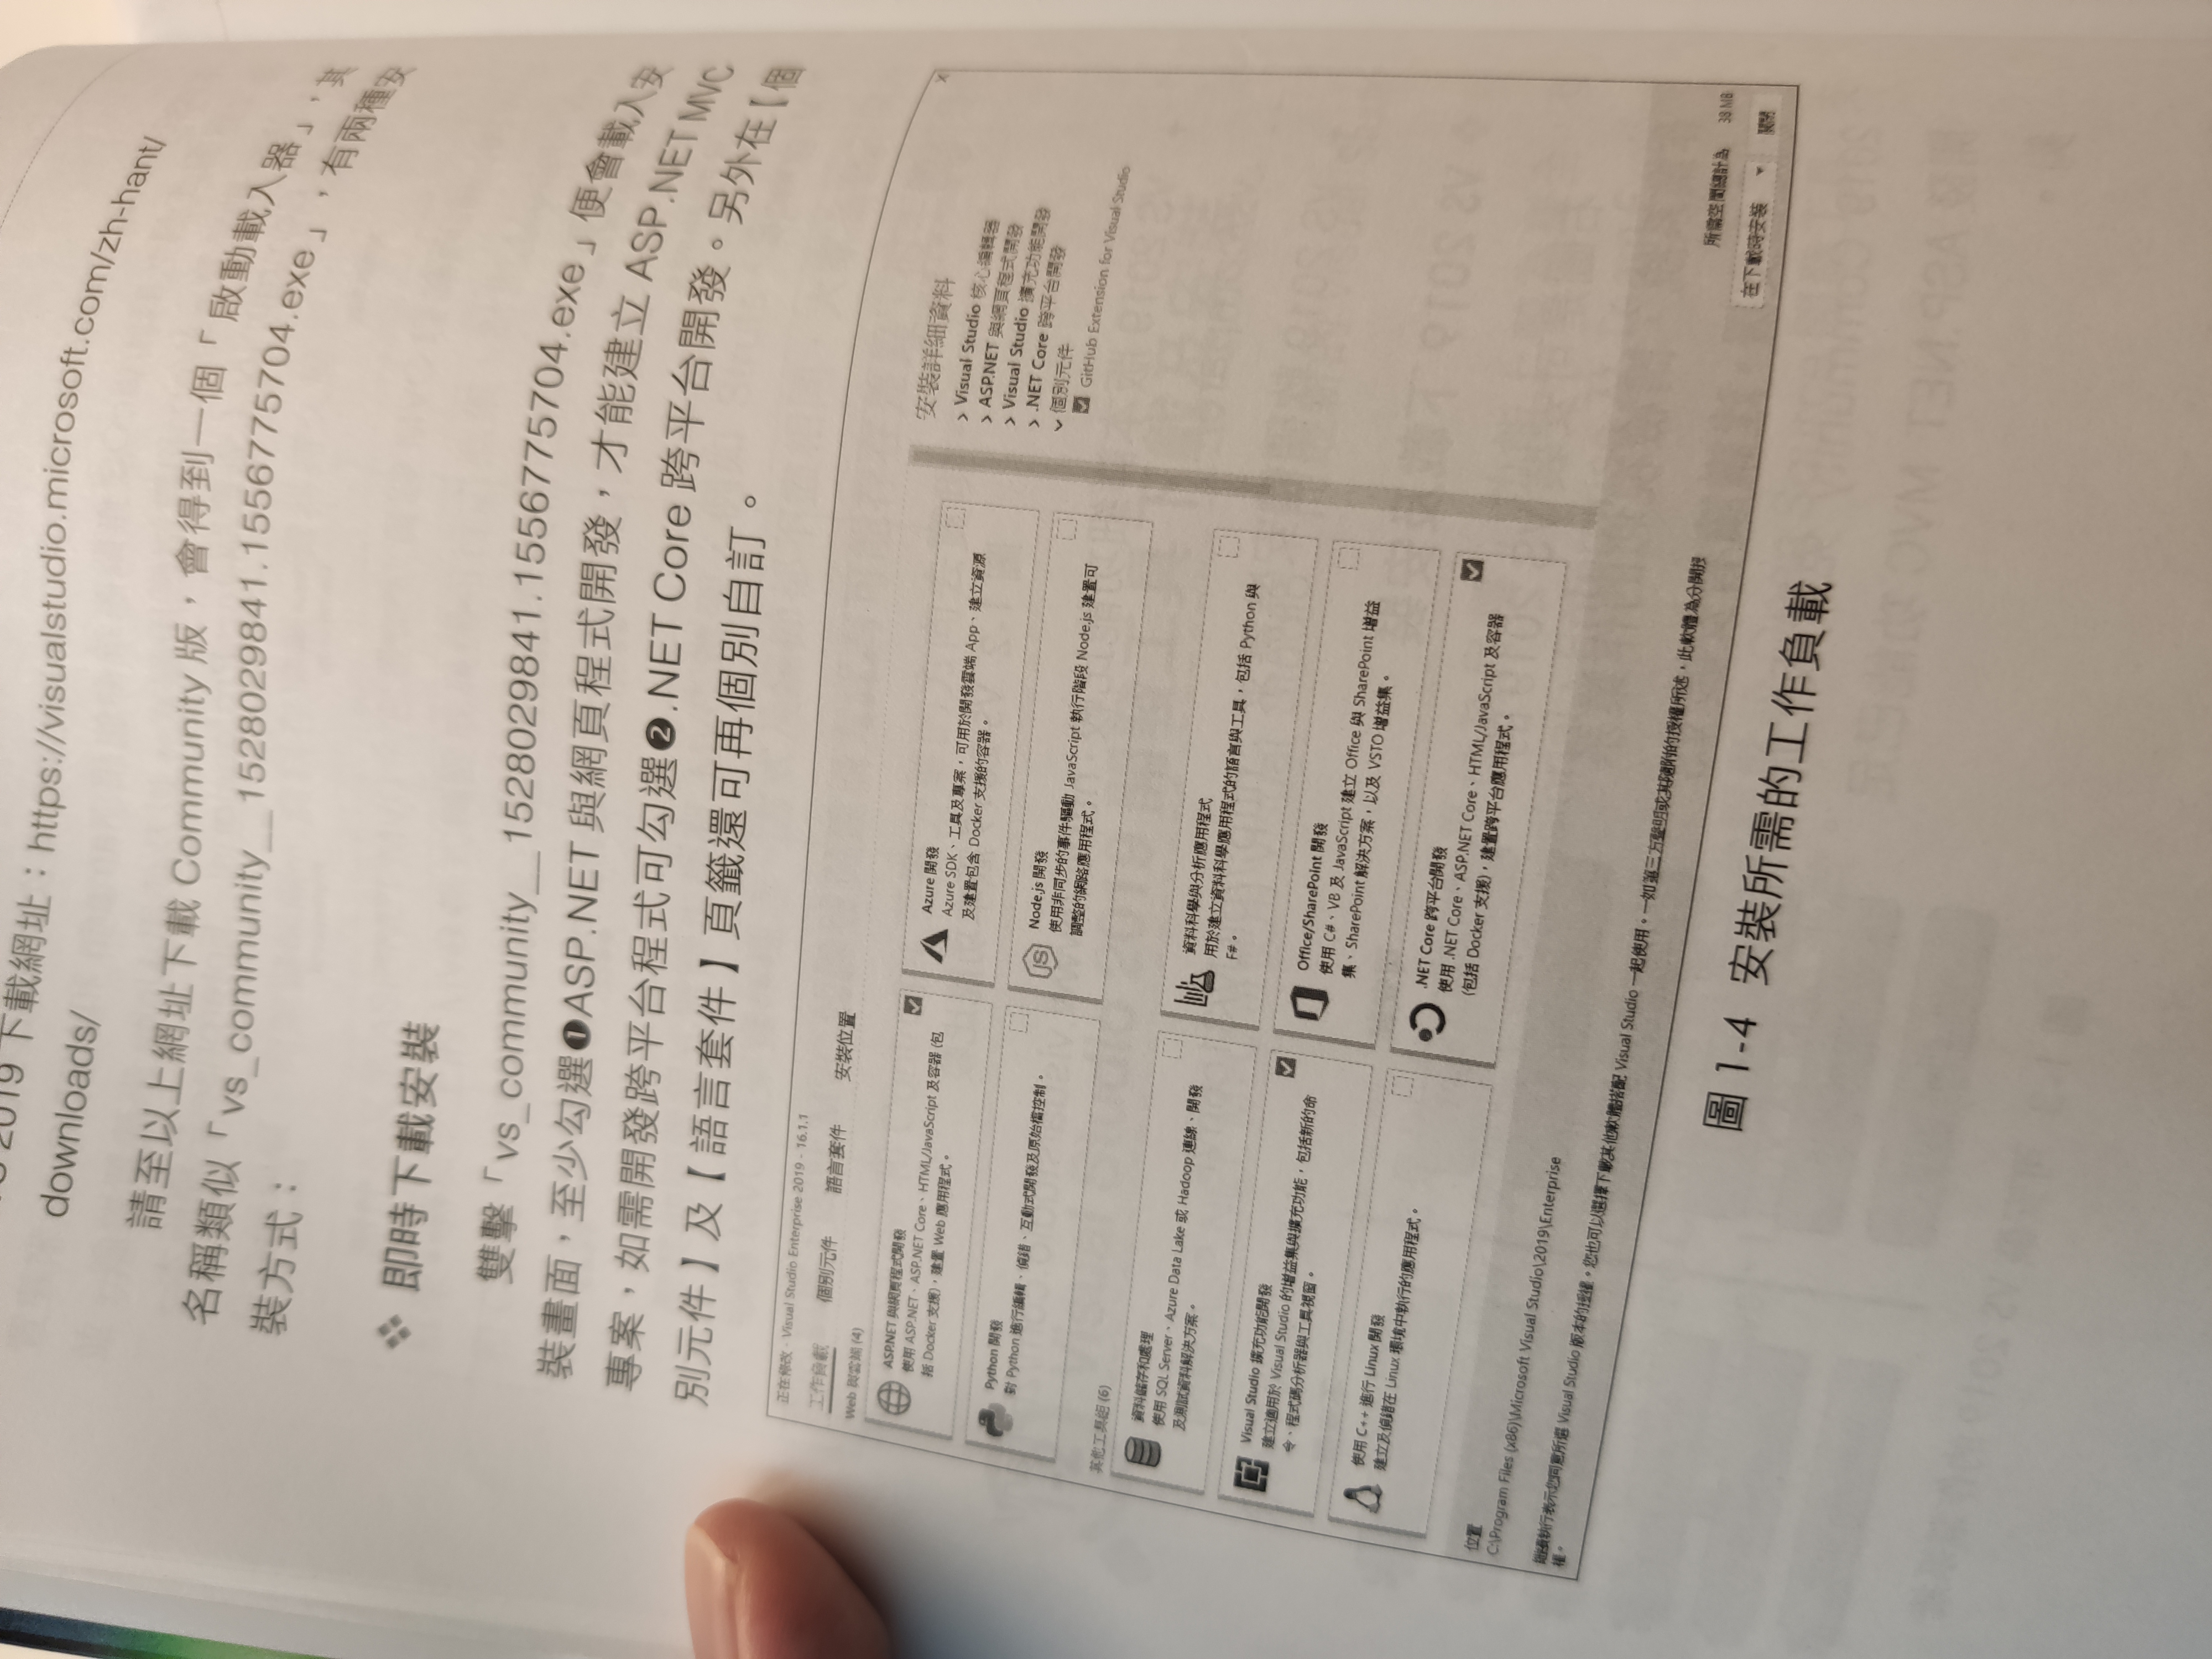 2019 下載網址：https://visualstudio.microsoft.com/zh-hant/
downloads/
請至以上網址下載 Community 版，會得到一個「啟動載入器」，其
名稱類似「vs_community__1528029841.1556775704.exe」，有兩種安
裝方式：
❖ 即時下載安裝
雙擊「vs_community__1528029841.1556775704.exe」便會載入安
裝畫面，至少勾選❶ASP.NET 與網頁程式開發，才能建立 ASP.NET MVC
專案，如需開發跨平台程式可勾選❷.NET Core 跨平台開發。另外在【個
別元件】及【語言套件】頁籤還可再個別自訂。
正在修改 - Visual Studio Enterprise 2019 - 16.1.1
工作負載 個別元件 語言套件 安裝位置
Web 與雲端 (4)
ASP.NET 與網頁程式開發
使用 ASP.NET、ASP.NET Core、HTML/JavaScript 及容器 (包
括 Docker 支援)，建置 Web 應用程式。
Azure 開發
Azure SDK、工具及專案，可用於開發雲端 App、建立資源
及建置包含 Docker 支援的容器。
Python 開發
對 Python 進行編輯、偵錯、互動式開發及原始檔控制。
Node.js 開發
使用非同步的事件驅動 JavaScript 執行階段 Node.js 建置可
調整的網路應用程式。
其他工具組 (6)
資料儲存和處理
使用 SQL Server、Azure Data Lake 或 Hadoop 連線、開發
及測試資料解決方案。
資料科學與分析應用程式
用於建立資料科學應用程式的語言與工具，包括 Python 與
F#。
Visual Studio 擴充功能開發
建立適用於 Visual Studio 的增益集與擴充功能，包括新的命
令、程式碼分析器與工具視窗。
Office/SharePoint 開發
使用 C#、VB 及 JavaScript 建立 Office 與 SharePoint 增益
集、SharePoint 解決方案，以及 VSTO 增益集。
使用 C++ 進行 Linux 開發
建立及偵錯在 Linux 環境中執行的應用程式。
.NET Core 跨平台開發
使用 .NET Core、ASP.NET Core、HTML/JavaScript 及容器
(包括 Docker 支援)，建置跨平台應用程式。
安裝詳細資料
Visual Studio 核心編輯器
ASP.NET 與網頁程式開發
Visual Studio 擴充功能開發
.NET Core 跨平台開發
個別元件
GitHub Extension for Visual Studio
位置
C:\Program Files (x86)\Microsoft Visual Studio\2019\Enterprise
繼續執行表示您同意所選 Visual Studio 版本的授權。您也可以選擇下載其他軟體搭配 Visual Studio 一起使用。一如第三方聲明或其隨附的授權所述，此軟體為分開授
權。
所需空間總計為 38 MB
在下載時安裝 關閉
圖 1-4 安裝所需的工作負載